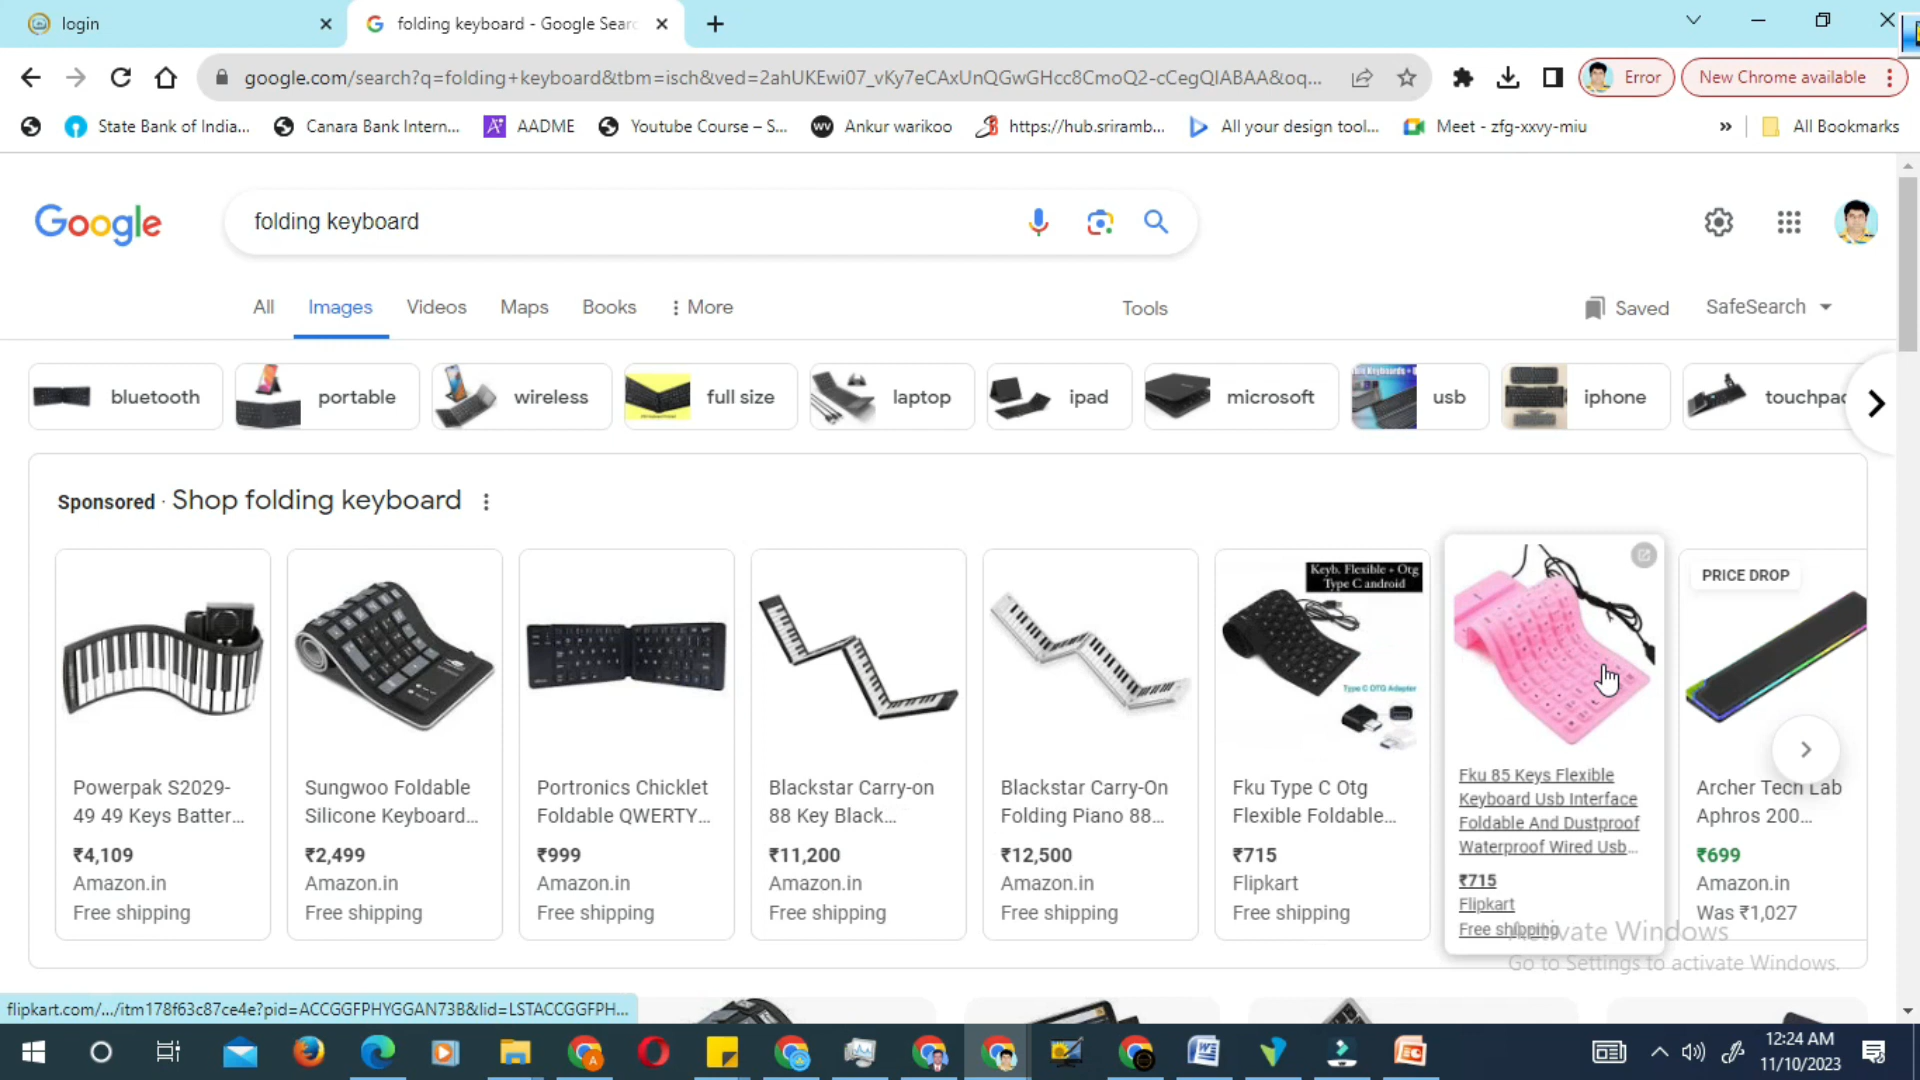 login
folding keyboard - Google Sear
google.com/search?q=folding+keyboard&tbm=isch&ved=2ahUKEwi07_vKy7eCAxUnQGwGHcc8CmoQ2-cCegQIABAA&oq...
Error
New Chrome available
State Bank of India...
Canara Bank Intern...
AADME
Youtube Course – S...
Ankur warikoo
https://hub.sriramb...
All your design tool...
Meet - zfg-xxvy-miu
»
All Bookmarks
Google
folding keyboard
All
Images
Videos
Maps
Books
More
Tools
Saved
SafeSearch
bluetooth
portable
wireless
full size
laptop
ipad
microsoft
usb
iphone
touchpad
Sponsored · Shop folding keyboard
Powerpak S2029-
49 49 Keys Batter...
₹4,109
Amazon.in
Free shipping
Sungwoo Foldable
Silicone Keyboard...
₹2,499
Amazon.in
Free shipping
Portronics Chicklet
Foldable QWERTY...
₹999
Amazon.in
Free shipping
Blackstar Carry-on
88 Key Black...
₹11,200
Amazon.in
Free shipping
Blackstar Carry-On
Folding Piano 88...
₹12,500
Amazon.in
Free shipping
Keyb. Flexible + Otg
Type C android
Type C OTG Adapter
Fku Type C Otg
Flexible Foldable...
₹715
Flipkart
Free shipping
Fku 85 Keys Flexible
Keyboard Usb Interface
Foldable And Dustproof
Waterproof Wired Usb...
₹715
Flipkart
Free shipping
PRICE DROP
Archer Tech Lab
Aphros 200...
₹699
Amazon.in
Was ₹1,027
Activate Windows
Go to Settings to activate Windows.
flipkart.com/.../itm178f63c87ce4e?pid=ACCGGFPHYGGAN73B&lid=LSTACCGGFPH...
12:24 AM
11/10/2023